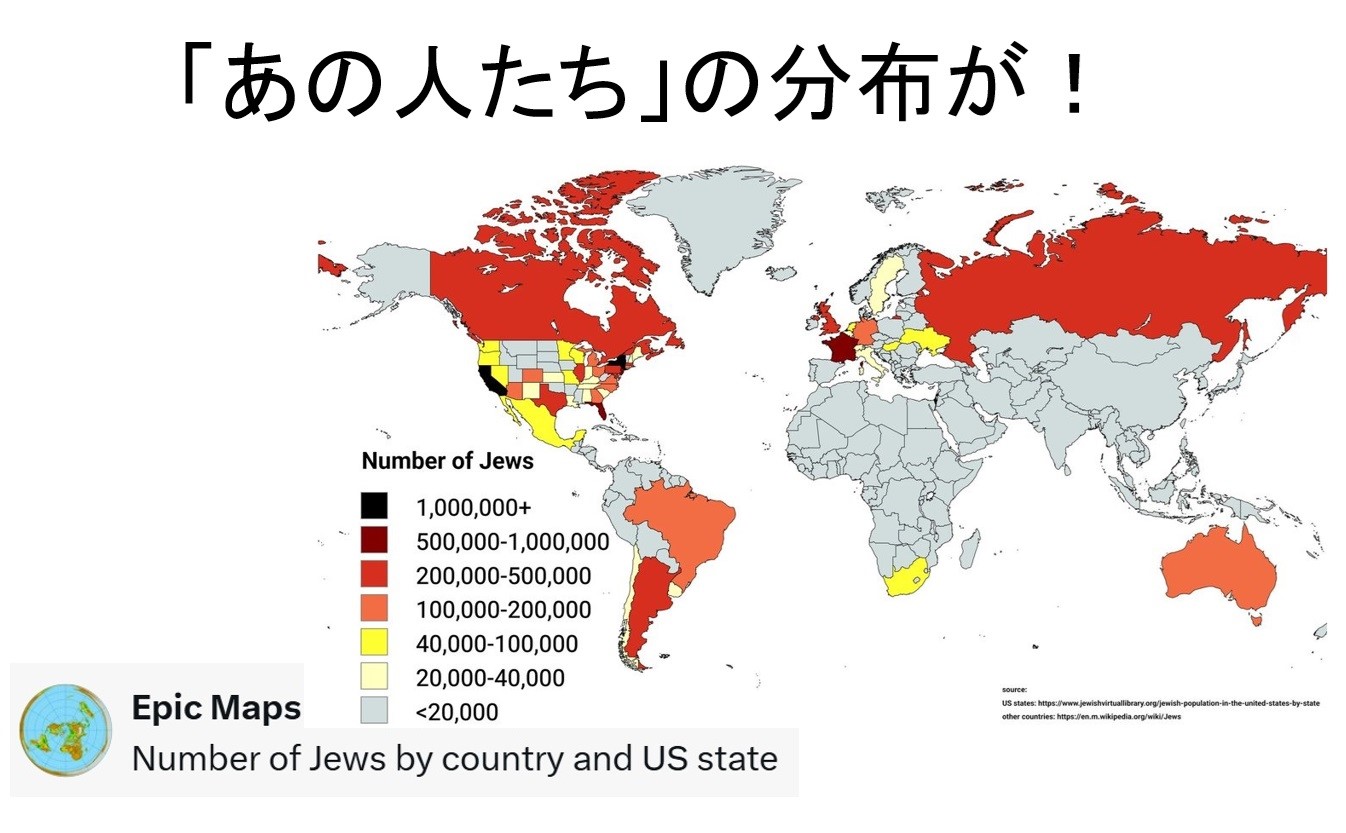 「あの人たち」の分布が！
Number of Jews
1,000,000+
500,000-1,000,000
200,000-500,000
100,000-200,000
40,000-100,000
20,000-40,000
<20,000
source:
US states: https://www.jewishvirtuallibrary.org/jewish-population-in-the-united-states-by-state
other countries: https://en.m.wikipedia.org/wiki/Jews
Epic Maps
Number of Jews by country and US state